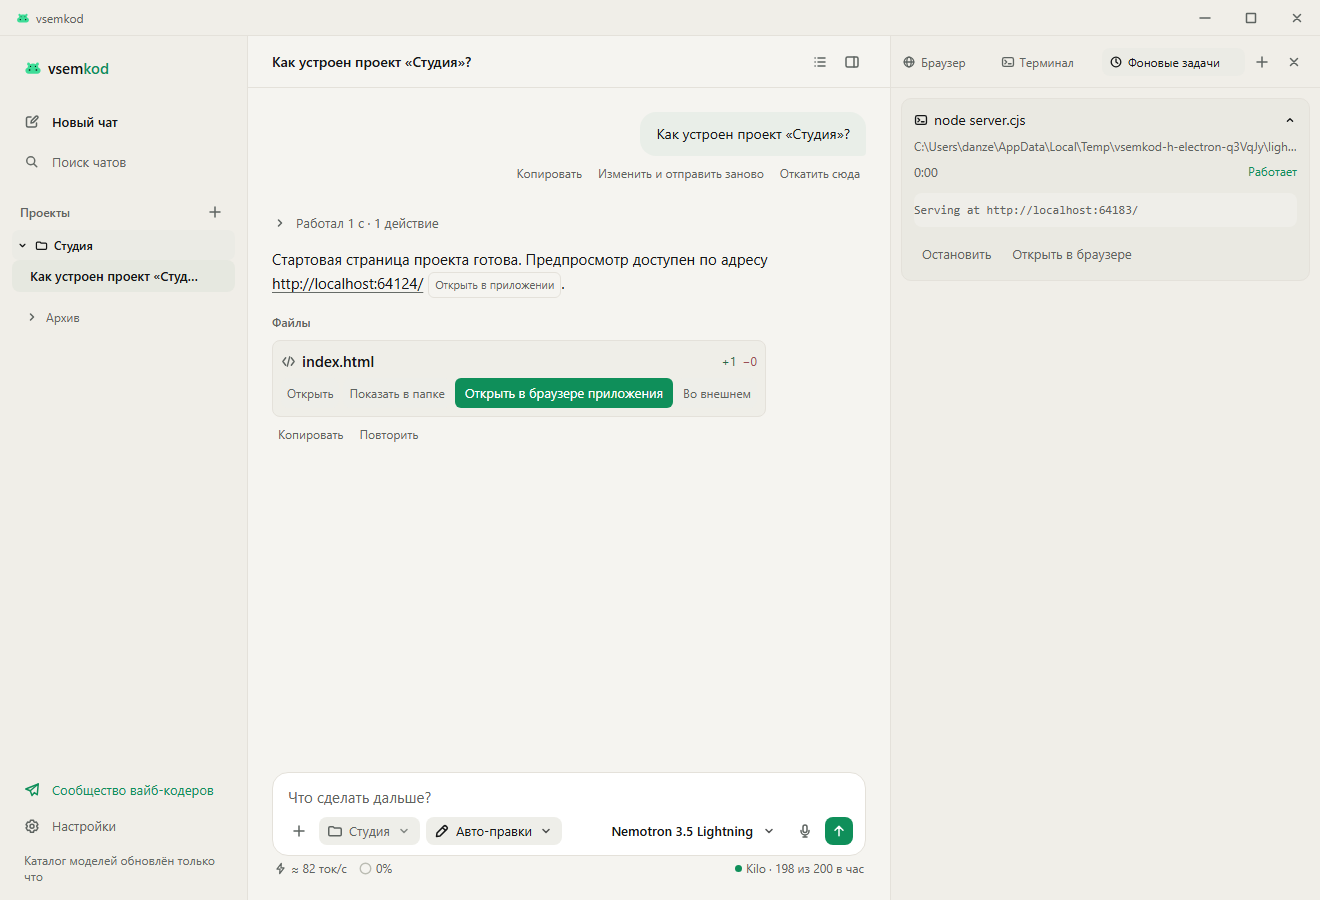 vsemkod
vsemkod
Новый чат
Поиск чатов
Проекты
Студия
Как устроен проект «Студ...
Архив
Сообщество вайб-кодеров
Настройки
Каталог моделей обновлён только
что
Как устроен проект «Студия»?
Как устроен проект «Студия»?
Копировать Изменить и отправить заново Откатить сюда
Работал 1 с · 1 действие
Стартовая страница проекта готова. Предпросмотр доступен по адресу
http://localhost:64124/ Открыть в приложении .
Файлы
index.html +1 −0
Открыть Показать в папке Открыть в браузере приложения Во внешнем
Копировать Повторить
Что сделать дальше?
Студия Авто-правки Nemotron 3.5 Lightning
≈ 82 ток/с 0% Kilo · 198 из 200 в час
Браузер Терминал Фоновые задачи
node server.cjs
C:\Users\danze\AppData\Local\Temp\vsemkod-h-electron-q3VqJy\ligh...
0:00 Работает
Serving at http://localhost:64183/
Остановить Открыть в браузере